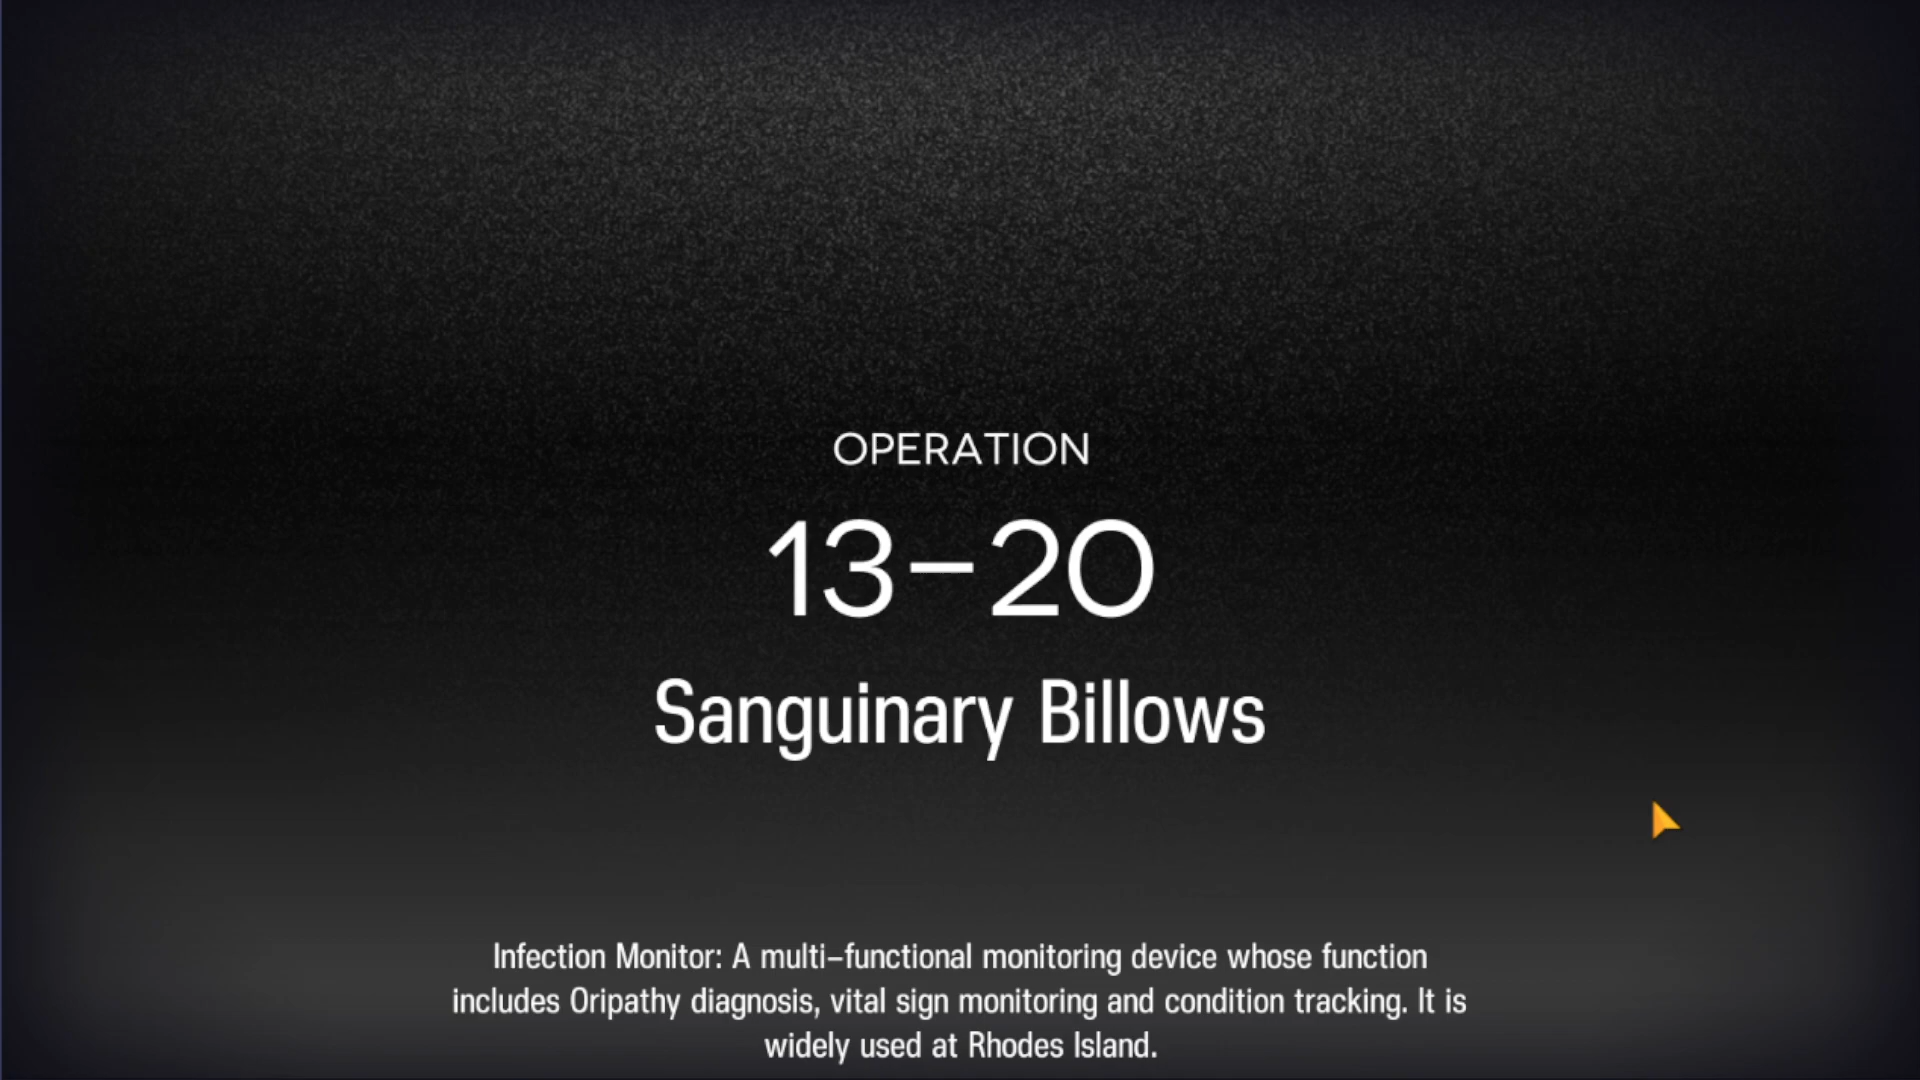 OPERATION
13-20
Sanguinary Billows
Infection Monitor: A multi-functional monitoring device whose function
includes Oripathy diagnosis, vital sign monitoring and condition tracking. It is
widely used at Rhodes Island.